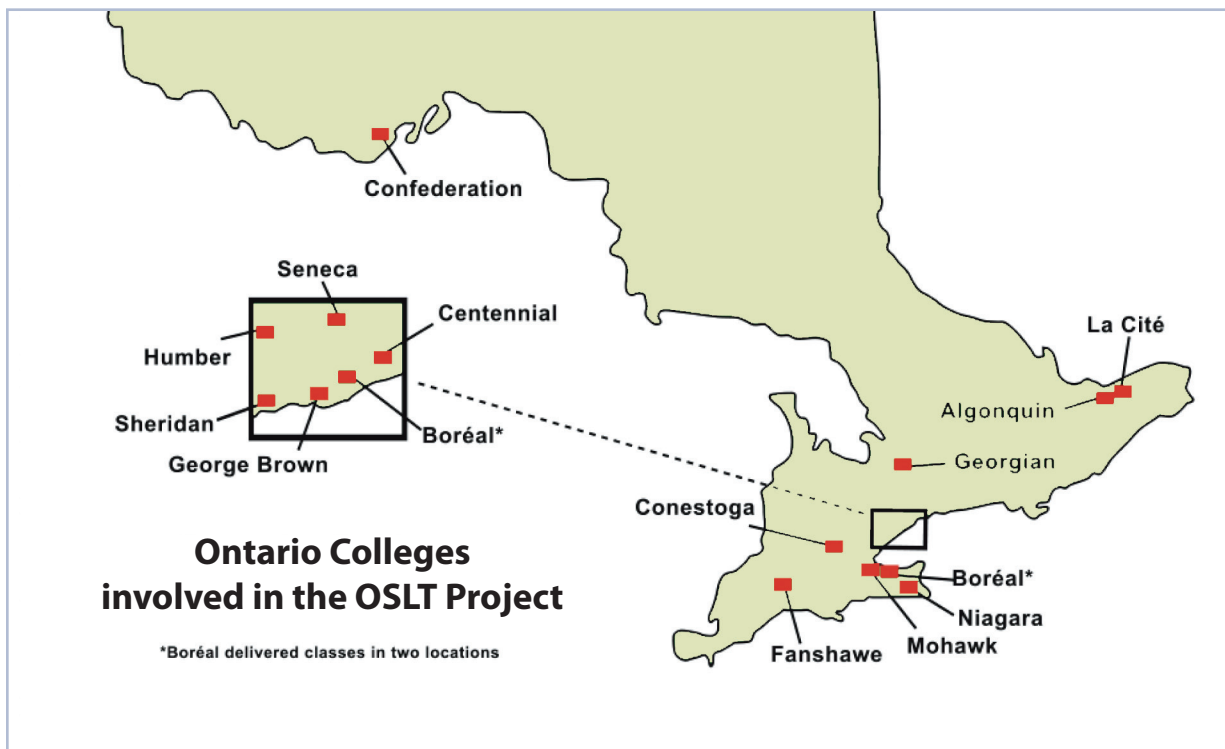 Confederation
Seneca
Centennial
Humber
Sheridan
Boréal*
George Brown
La Cité
Algonquin
Georgian
Conestoga
Boréal*
Niagara
Mohawk
Fanshawe
Ontario Colleges
involved in the OSLT Project
*Boréal delivered classes in two locations